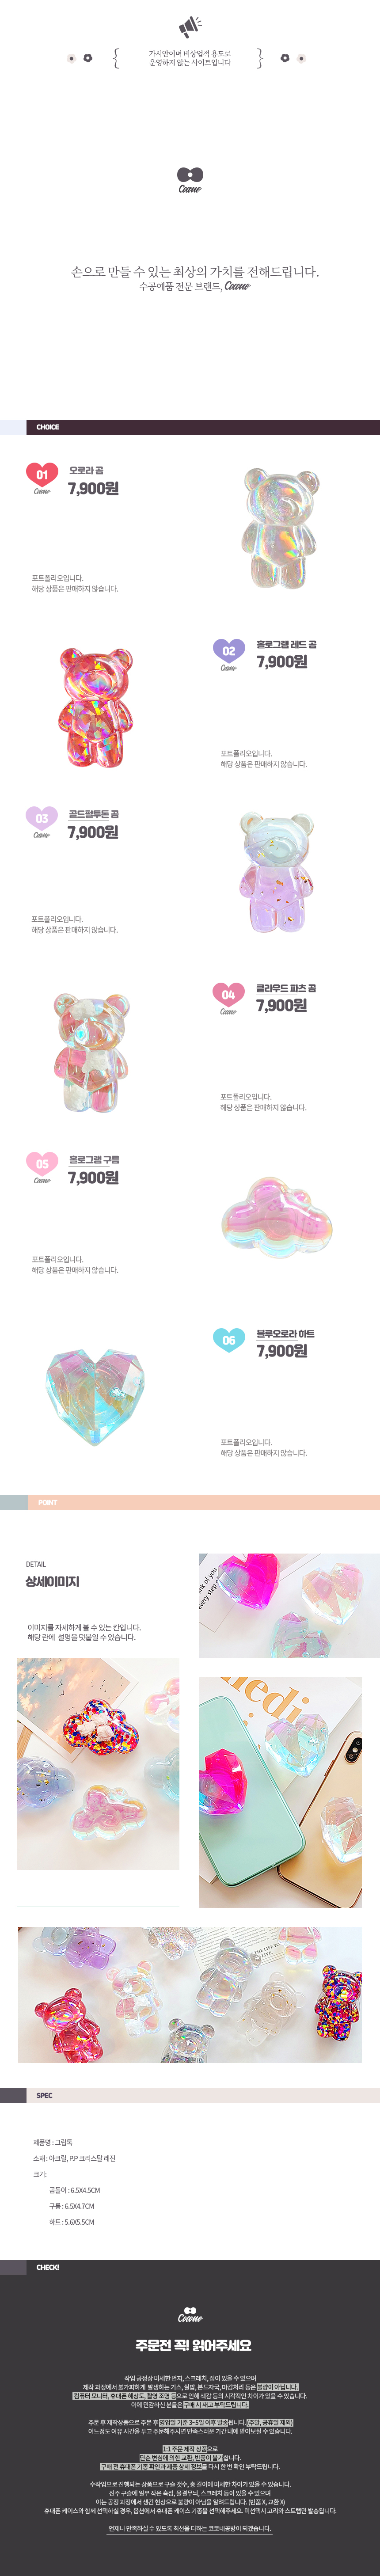 가시안이며 비상업적 용도로
운영하지 않는 사이트입니다
Cocone
손으로 만들 수 있는 최상의 가치를 전해드립니다.
수공예품 전문 브랜드, Cocone
CHOICE
01
Cocone
오로라 곰
7,900원
포트폴리오입니다.
해당 상품은 판매하지 않습니다.
02
Cocone
홀로그램 레드 곰
7,900원
포트폴리오입니다.
해당 상품은 판매하지 않습니다.
03
Cocone
골드펄투톤 곰
7,900원
포트폴리오입니다.
해당 상품은 판매하지 않습니다.
04
Cocone
클라우드 파츠 곰
7,900원
포트폴리오입니다.
해당 상품은 판매하지 않습니다.
05
Cocone
홀로그램 구름
7,900원
포트폴리오입니다.
해당 상품은 판매하지 않습니다.
06
블루오로라 하트
7,900원
포트폴리오입니다.
해당 상품은 판매하지 않습니다.
POINT
DETAIL
상세이미지
이미지를 자세하게 볼 수 있는 칸입니다.
해당 란에 설명을 덧붙일 수 있습니다.
SPEC
제품명 : 그립톡
소재 : 아크릴, P.P 크리스탈 레진
크기:
곰돌이 : 6.5X4.5CM
구름 : 6.5X4.7CM
하트 : 5.6X5.5CM
CHECK!
Cocone
주문전 꼭! 읽어주세요
작업 공정상 미세한 먼지, 스크래치, 점이 있을 수 있으며
제작 과정에서 불가피하게 발생하는 기스, 실밥, 본드자국, 마감처리 등은 불량이 아닙니다.
컴퓨터 모니터, 휴대폰 해상도, 촬영 조명 등으로 인해 색감 등의 시각적인 차이가 있을 수 있습니다.
이에 민감하신 분들은 구매 시 재고 부탁드립니다.
주문 후 제작상품으로 주문 후 영업일 기준 3~5일 이후 발송됩니다. (주말, 공휴일 제외)
어느정도 여유 시간을 두고 주문해주시면 만족스러운 기간 내에 받아보실 수 있습니다.
1:1 주문 제작 상품으로
단순 변심에 의한 교환, 반품이 불가합니다.
구매 전 휴대폰 기종 확인과 제품 상세 정보를 다시 한 번 확인 부탁드립니다.
수작업으로 진행되는 상품으로 구슬 갯수, 총 길이에 미세한 차이가 있을 수 있습니다.
진주 구슬에 일부 작은 흑점, 물결무늬, 스크래치 등이 있을 수 있으며
이는 공정 과정에서 생긴 현상으로 불량이 아님을 알려드립니다. (반품 X, 교환 X)
휴대폰 케이스와 함께 선택하실 경우, 옵션에서 휴대폰 케이스 기종을 선택해주세요. 미선택시 고리와 스트랩만 발송됩니다.
언제나 만족하실 수 있도록 최선을 다하는 코코네공방이 되겠습니다.